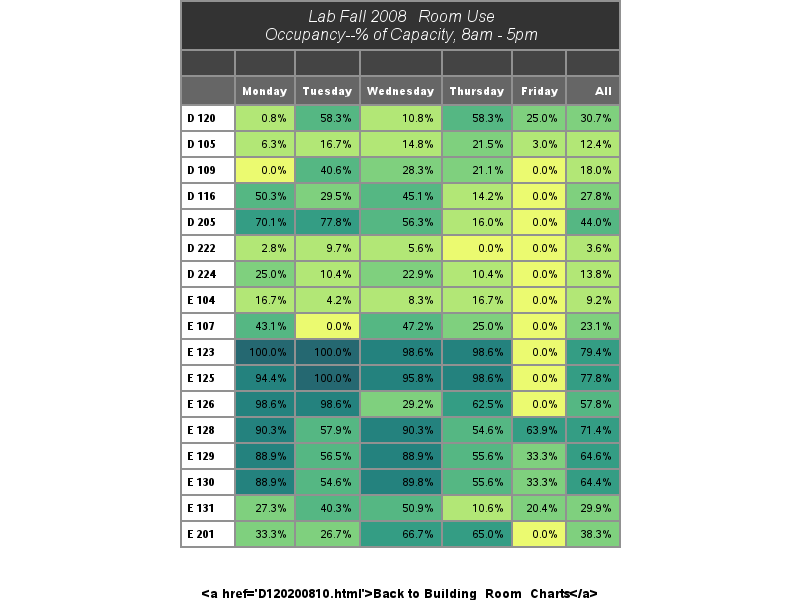 Lab Fall 2008 Room Use
Occupancy--% of Capacity, 8am - 5pm
Monday Tuesday Wednesday Thursday Friday All
D 120 0.8% 58.3% 10.8% 58.3% 25.0% 30.7%
D 105 6.3% 16.7% 14.8% 21.5% 3.0% 12.4%
D 109 0.0% 40.6% 28.3% 21.1% 0.0% 18.0%
D 116 50.3% 29.5% 45.1% 14.2% 0.0% 27.8%
D 205 70.1% 77.8% 56.3% 16.0% 0.0% 44.0%
D 222 2.8% 9.7% 5.6% 0.0% 0.0% 3.6%
D 224 25.0% 10.4% 22.9% 10.4% 0.0% 13.8%
E 104 16.7% 4.2% 8.3% 16.7% 0.0% 9.2%
E 107 43.1% 0.0% 47.2% 25.0% 0.0% 23.1%
E 123 100.0% 100.0% 98.6% 98.6% 0.0% 79.4%
E 125 94.4% 100.0% 95.8% 98.6% 0.0% 77.8%
E 126 98.6% 98.6% 29.2% 62.5% 0.0% 57.8%
E 128 90.3% 57.9% 90.3% 54.6% 63.9% 71.4%
E 129 88.9% 56.5% 88.9% 55.6% 33.3% 64.6%
E 130 88.9% 54.6% 89.8% 55.6% 33.3% 64.4%
E 131 27.3% 40.3% 50.9% 10.6% 20.4% 29.9%
E 201 33.3% 26.7% 66.7% 65.0% 0.0% 38.3%
<a href='D120200810.html'>Back to Building Room Charts</a>